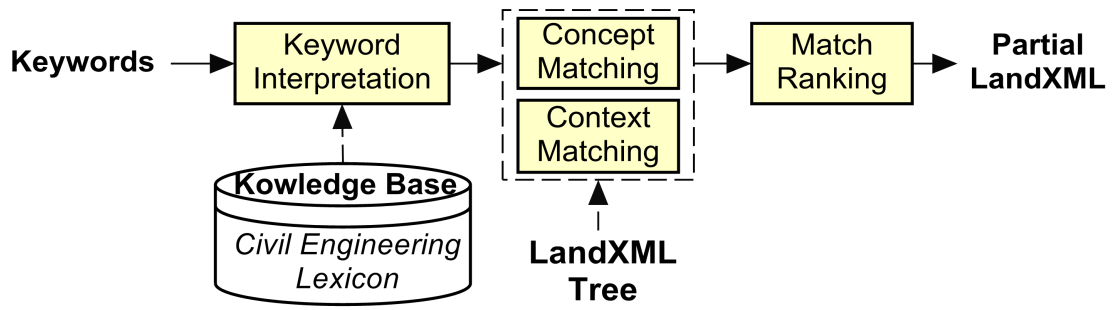 Keywords
Keyword
Interpretation
Concept
Matching
Context
Matching
Match
Ranking
Partial
LandXML
Kowledge Base
Civil Engineering
Lexicon
LandXML
Tree